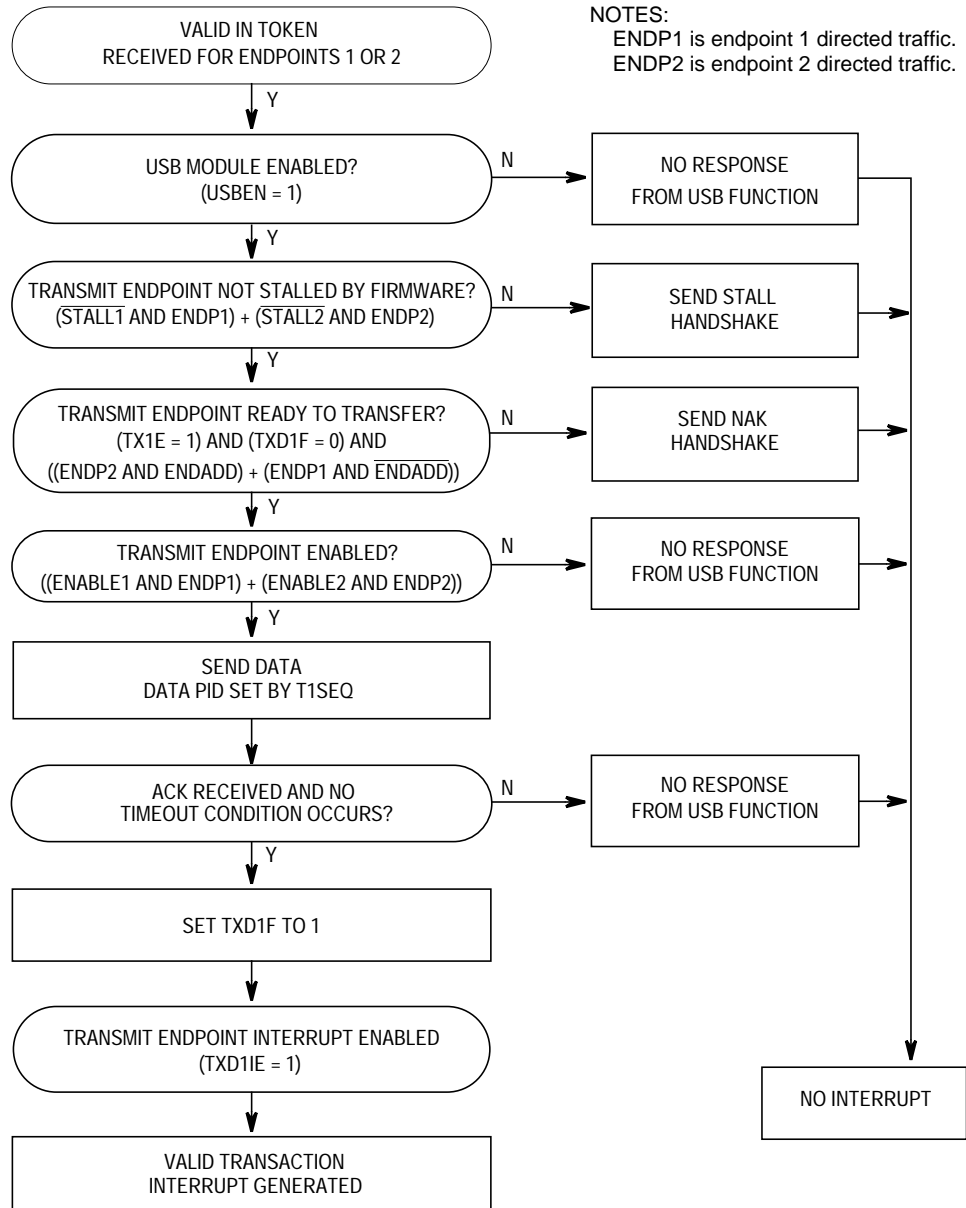 VALID IN TOKEN
RECEIVED FOR ENDPOINTS 1 OR 2
NOTES:
ENDP1 is endpoint 1 directed traffic.
ENDP2 is endpoint 2 directed traffic.
Y
USB MODULE ENABLED?
(USBEN = 1)
N
NO RESPONSE
FROM USB FUNCTION
Y
TRANSMIT ENDPOINT NOT STALLED BY FIRMWARE?
(S̅T̅A̅L̅L̅1̅ AND ENDP1) + (S̅T̅A̅L̅L̅2̅ AND ENDP2)
N
SEND STALL
HANDSHAKE
Y
TRANSMIT ENDPOINT READY TO TRANSFER?
(TX1E = 1) AND (TXD1F = 0) AND
((ENDP2 AND ENDADD) + (ENDP1 AND E̅N̅D̅A̅D̅D̅))
N
SEND NAK
HANDSHAKE
Y
TRANSMIT ENDPOINT ENABLED?
((ENABLE1 AND ENDP1) + (ENABLE2 AND ENDP2))
N
NO RESPONSE
FROM USB FUNCTION
Y
SEND DATA
DATA PID SET BY T1SEQ
ACK RECEIVED AND NO
TIMEOUT CONDITION OCCURS?
N
NO RESPONSE
FROM USB FUNCTION
Y
SET TXD1F TO 1
TRANSMIT ENDPOINT INTERRUPT ENABLED
(TXD1IE = 1)
NO INTERRUPT
VALID TRANSACTION
INTERRUPT GENERATED